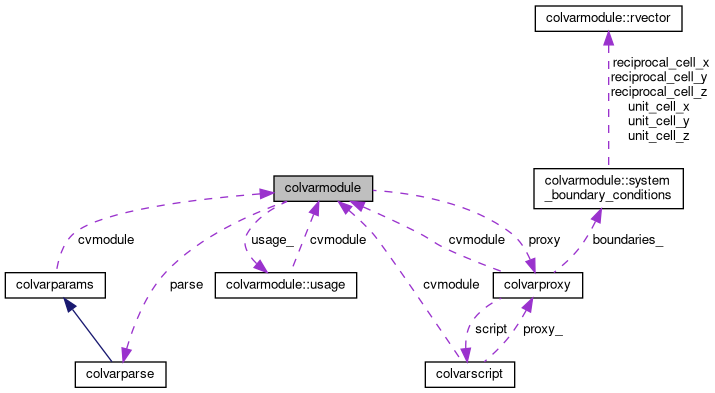 colvarmodule::rvector
reciprocal_cell_x
reciprocal_cell_y
reciprocal_cell_z
unit_cell_x
unit_cell_y
unit_cell_z
colvarmodule
colvarmodule::system
_boundary_conditions
cvmodule
usage_
cvmodule
cvmodule
proxy
boundaries_
colvarparams
parse
colvarmodule::usage
cvmodule
colvarproxy
script
proxy_
colvarparse
colvarscript